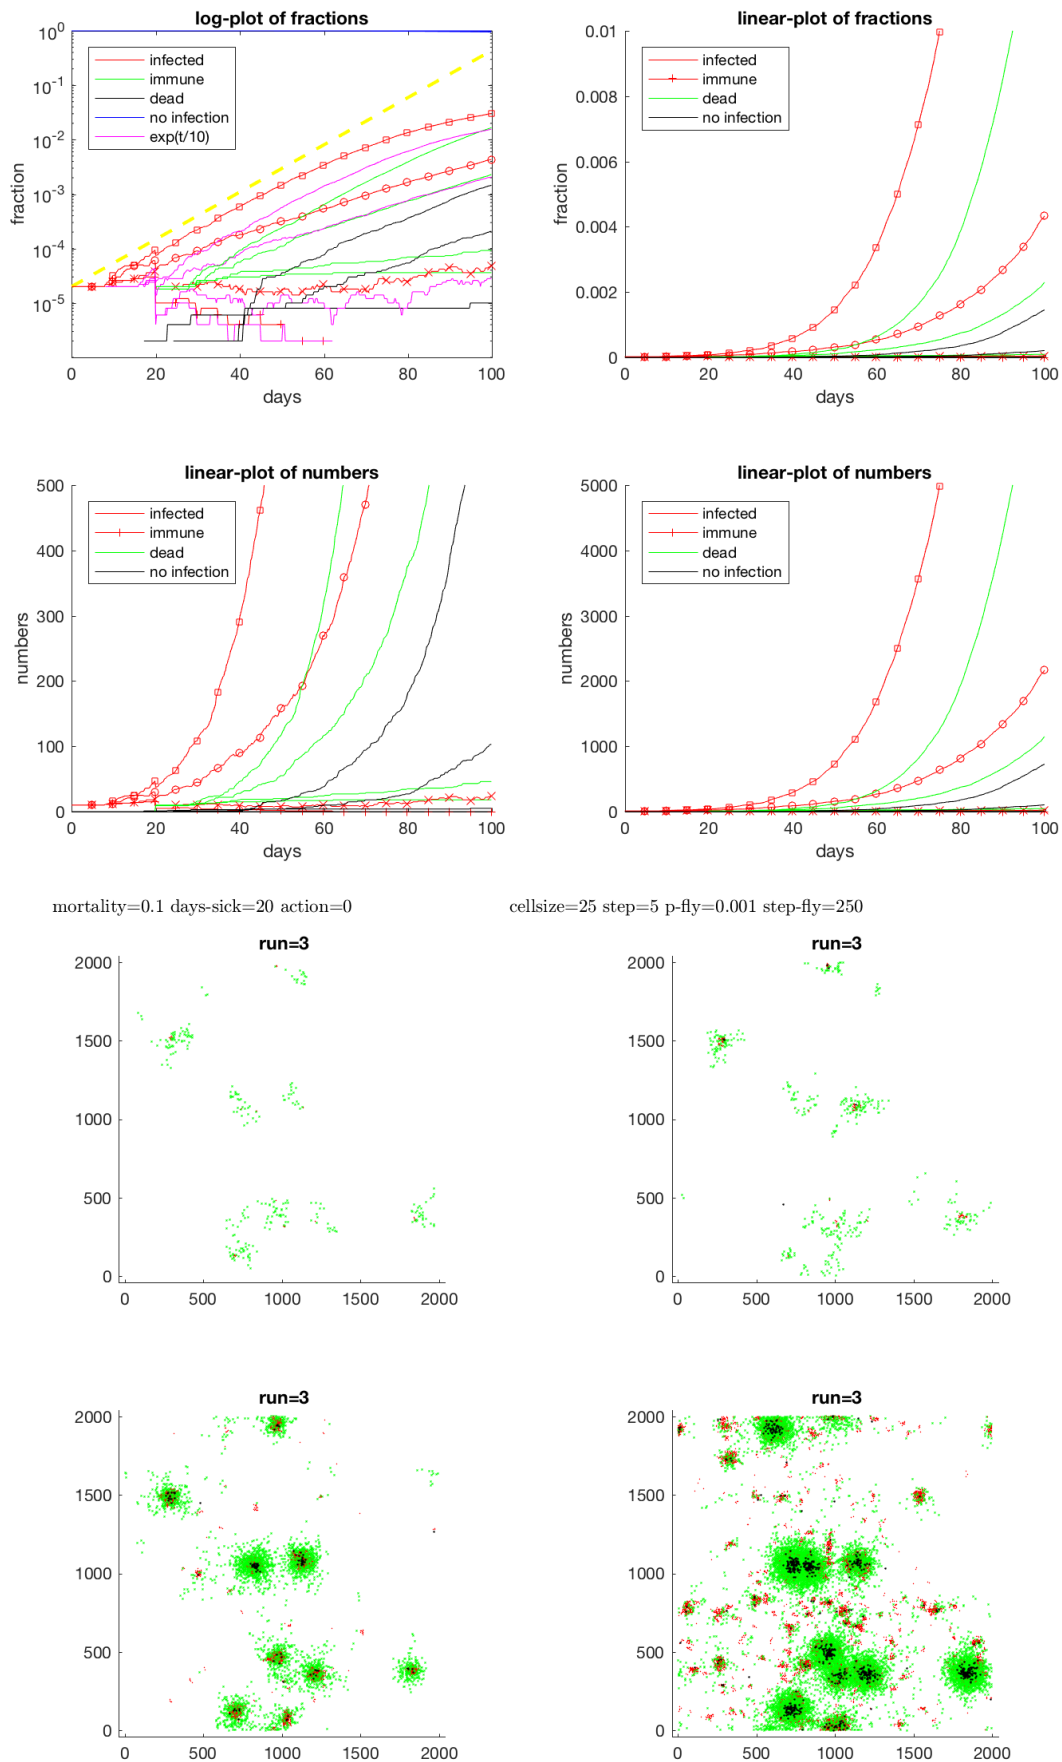 log-plot of fractions
10^0
10^-1
10^-2
10^-3
10^-4
10^-5
fraction
infected
immune
dead
no infection
exp(t/10)
0 20 40 60 80 100
days
linear-plot of fractions
0.01
0.008
0.006
0.004
0.002
0
fraction
infected
immune
dead
no infection
0 20 40 60 80 100
days
linear-plot of numbers
500
400
300
200
100
0
numbers
infected
immune
dead
no infection
0 20 40 60 80 100
days
linear-plot of numbers
5000
4000
3000
2000
1000
0
numbers
infected
immune
dead
no infection
0 20 40 60 80 100
days
mortality=0.1 days-sick=20 action=0
cellsize=25 step=5 p-fly=0.001 step-fly=250
run=3
2000
1500
1000
500
0
0 500 1000 1500 2000
run=3
2000
1500
1000
500
0
0 500 1000 1500 2000
run=3
2000
1500
1000
500
0
0 500 1000 1500 2000
run=3
2000
1500
1000
500
0
0 500 1000 1500 2000